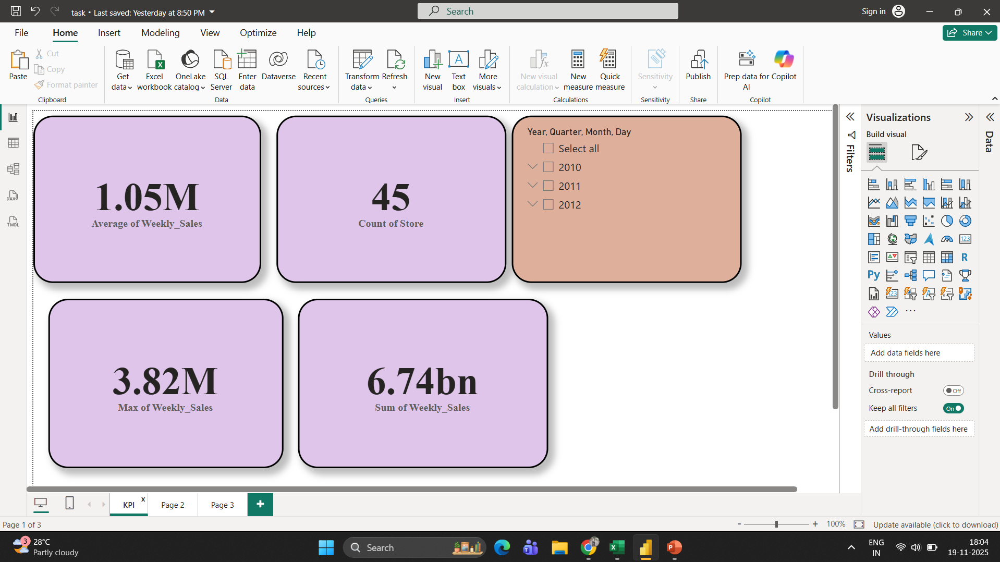 task • Last saved: Yesterday at 8:50 PM
Search
Sign in
File
Home
Insert
Modeling
View
Optimize
Help
Share
Paste
Cut
Copy
Format painter
Clipboard
Get data
Excel workbook
OneLake catalog
SQL Server
Enter data
Dataverse
Recent sources
Data
Transform data
Refresh
Queries
New visual
Text box
More visuals
Insert
New visual calculation
New measure
Quick measure
Calculations
Sensitivity
Sensitivity
Publish
Share
Prep data for AI
Copilot
Copilot
DAX
TMDL
1.05M
Average of Weekly_Sales
45
Count of Store
Year, Quarter, Month, Day
Select all
2010
2011
2012
3.82M
Max of Weekly_Sales
6.74bn
Sum of Weekly_Sales
Filters
Visualizations
Build visual
123
R
Py
123
Values
Add data fields here
Drill through
Cross-report
Off
Keep all filters
On
Add drill-through fields here
Data
KPI
x
Page 2
Page 3
Page 1 of 3
- + 100%
Update available (click to download)
3
28°C
Partly cloudy
Search
ENG
IN
18:04
19-11-2025